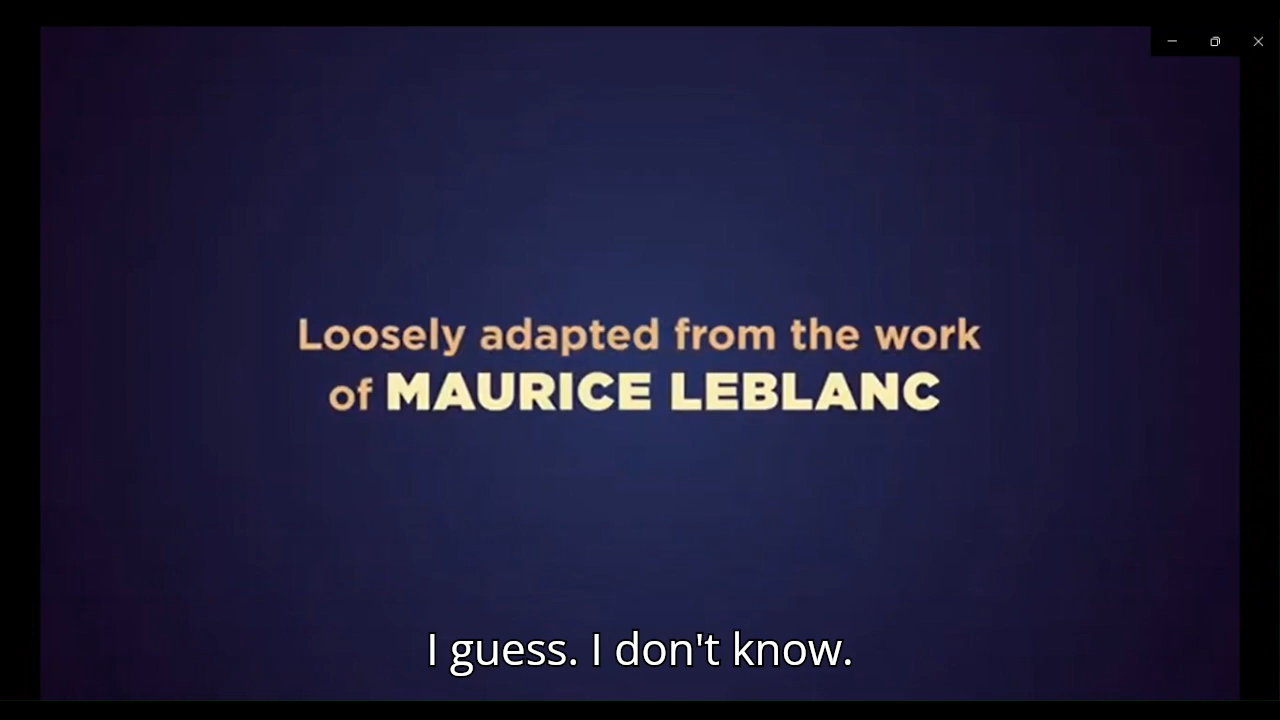 Loosely adapted from the work
of MAURICE LEBLANC
I guess. I don't know.